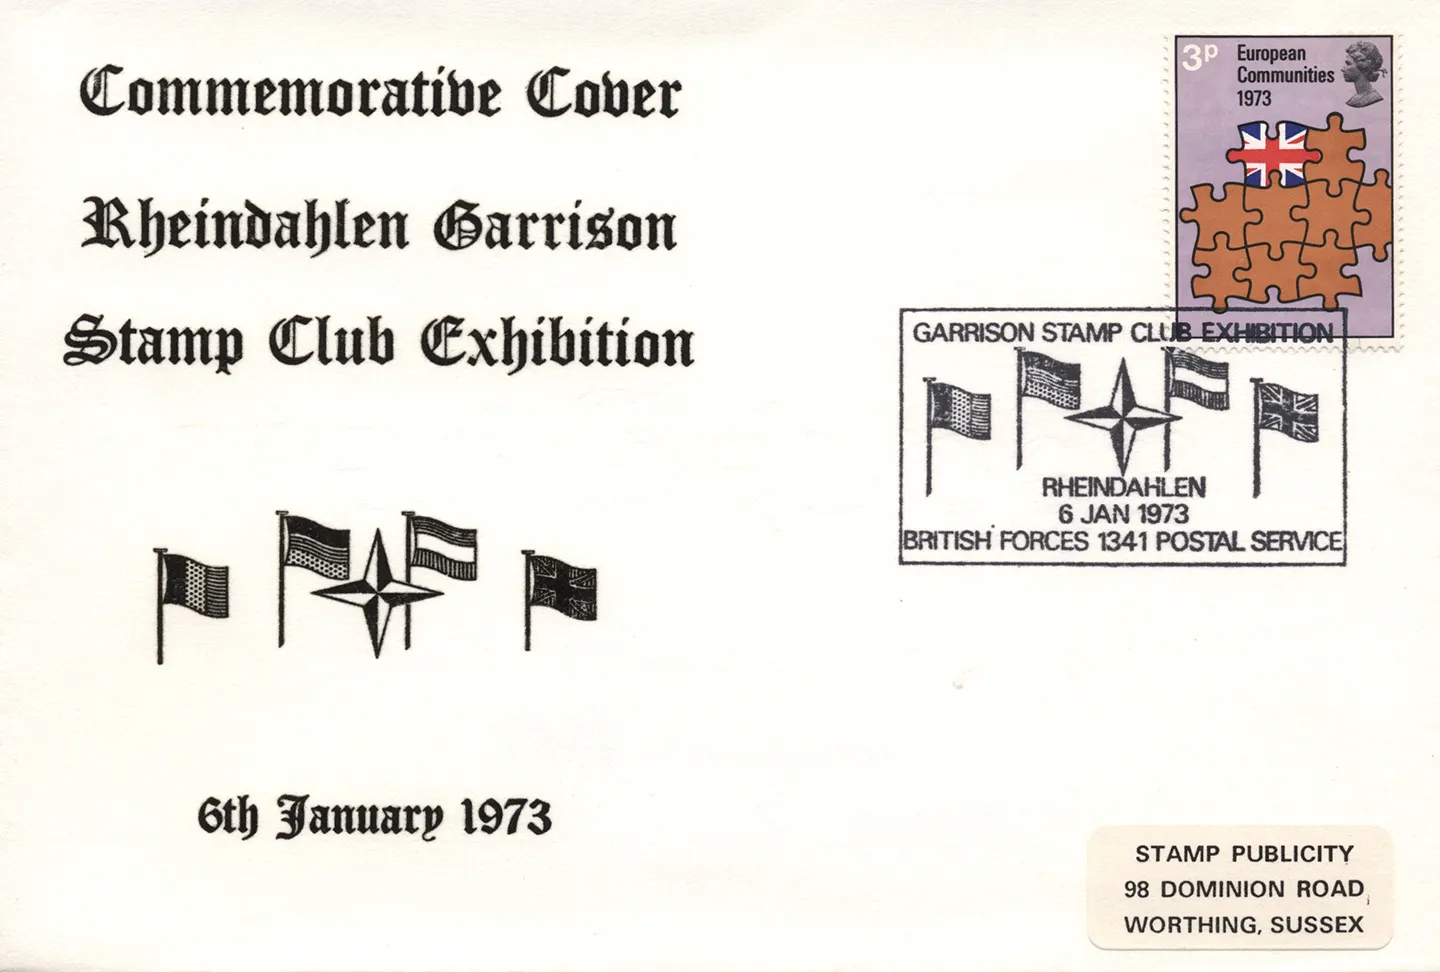 Commemorative Cover
Rheindahlen Garrison
Stamp Club Exhibition
6th January 1973
3p
European
Communities
1973
GARRISON STAMP CLUB EXHIBITION
RHEINDAHLEN
6 JAN 1973
BRITISH FORCES 1341 POSTAL SERVICE
STAMP PUBLICITY
98 DOMINION ROAD,
WORTHING, SUSSEX